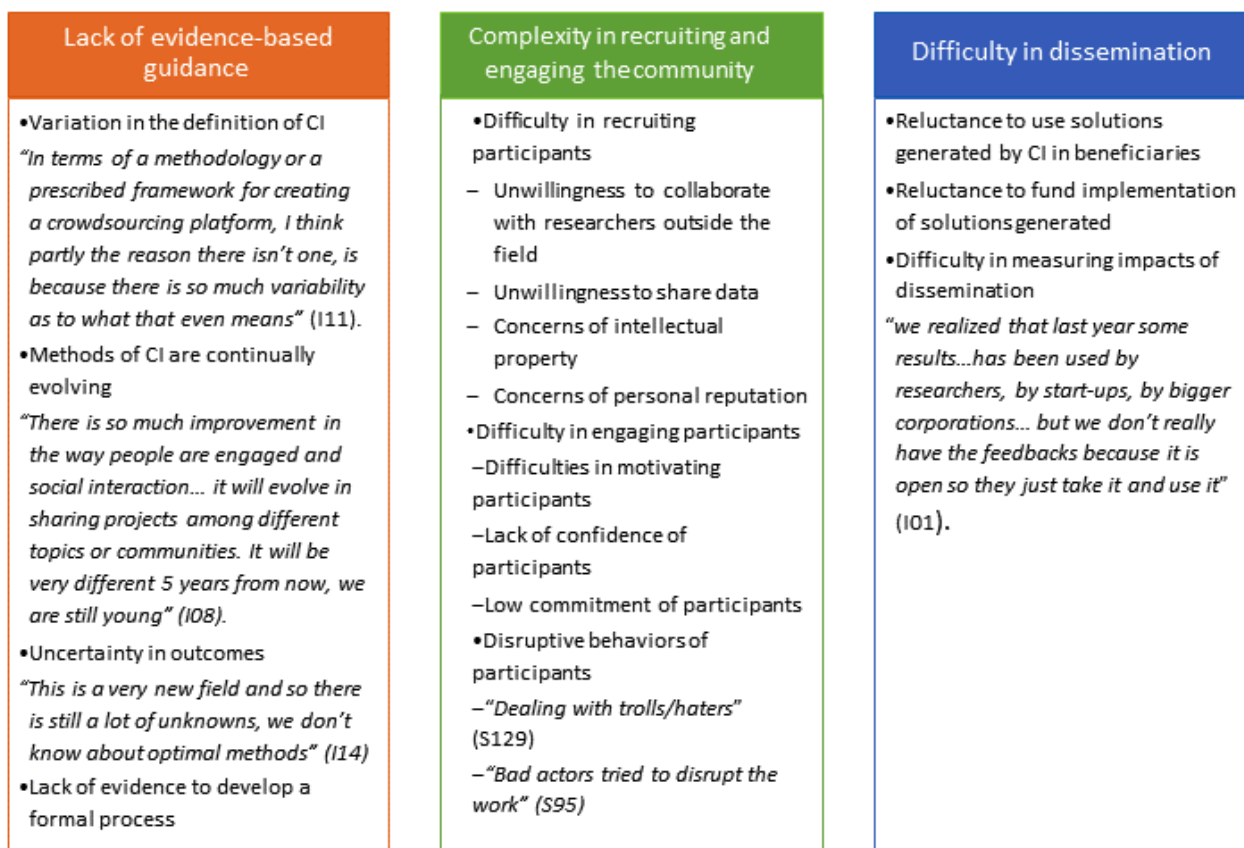 Lack of evidence-based
guidance
•Variation in the definition of CI
“In terms of a methodology or a
prescribed framework for creating
a crowdsourcing platform, I think
partly the reason there isn’t one, is
because there is so much variability
as to what that even means” (I11).
•Methods of CI are continually
evolving
“There is so much improvement in
the way people are engaged and
social interaction... it will evolve in
sharing projects among different
topics or communities. It will be
very different 5 years from now, we
are still young” (I08).
•Uncertainty in outcomes
“This is a very new field and so there
is still a lot of unknowns, we don’t
know about optimal methods” (I14)
•Lack of evidence to develop a
formal process
Complexity in recruiting and
engaging the community
•Difficulty in recruiting
participants
– Unwillingness to collaborate
with researchers outside the
field
– Unwillingness to share data
– Concerns of intellectual
property
– Concerns of personal reputation
•Difficulty in engaging participants
–Difficulties in motivating
participants
–Lack of confidence of
participants
–Low commitment of participants
•Disruptive behaviors of
participants
–“Dealing with trolls/haters”
(S129)
–“Bad actors tried to disrupt the
work” (S95)
Difficulty in dissemination
•Reluctance to use solutions
generated by CI in beneficiaries
•Reluctance to fund implementation
of solutions generated
•Difficulty in measuring impacts of
dissemination
“we realized that last year some
results...has been used by
researchers, by start-ups, by bigger
corporations... but we don’t really
have the feedbacks because it is
open so they just take it and use it”
(I01).